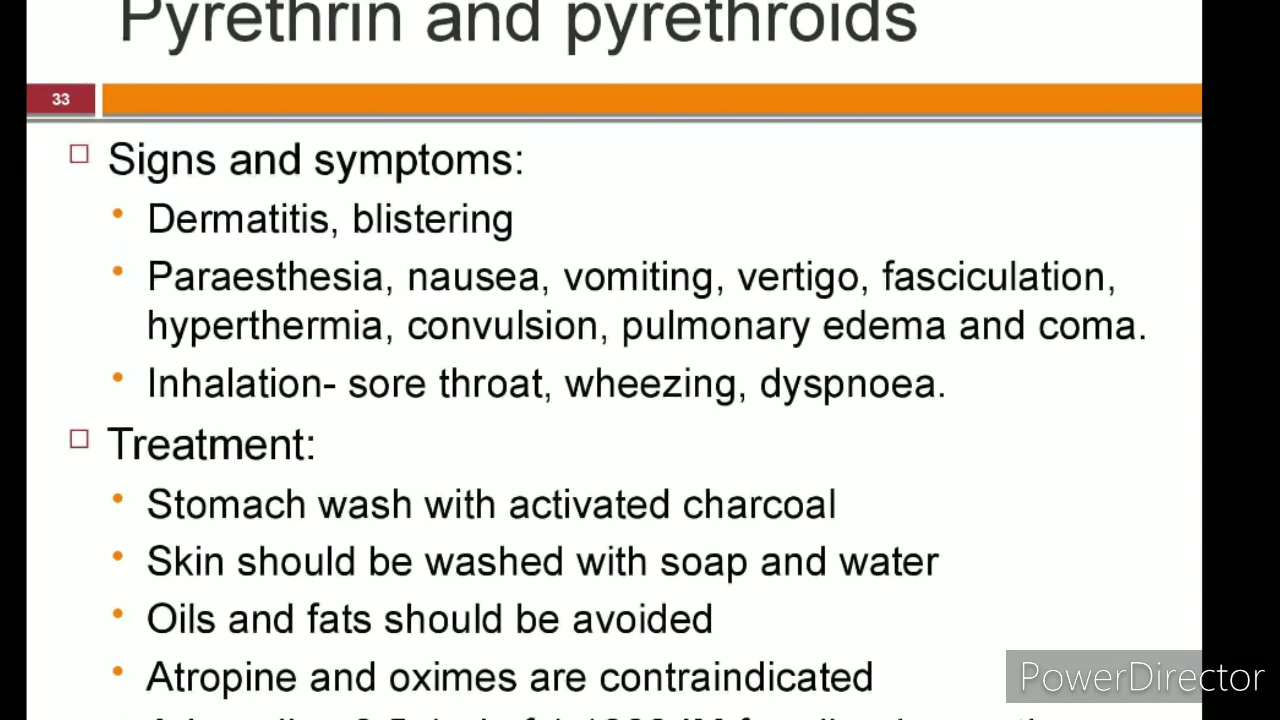 Pyrethrin and pyrethroids
33
Signs and symptoms:
Dermatitis, blistering
Paraesthesia, nausea, vomiting, vertigo, fasciculation,
hyperthermia, convulsion, pulmonary edema and coma.
Inhalation- sore throat, wheezing, dyspnoea.
Treatment:
Stomach wash with activated charcoal
Skin should be washed with soap and water
Oils and fats should be avoided
Atropine and oximes are contraindicated
PowerDirector